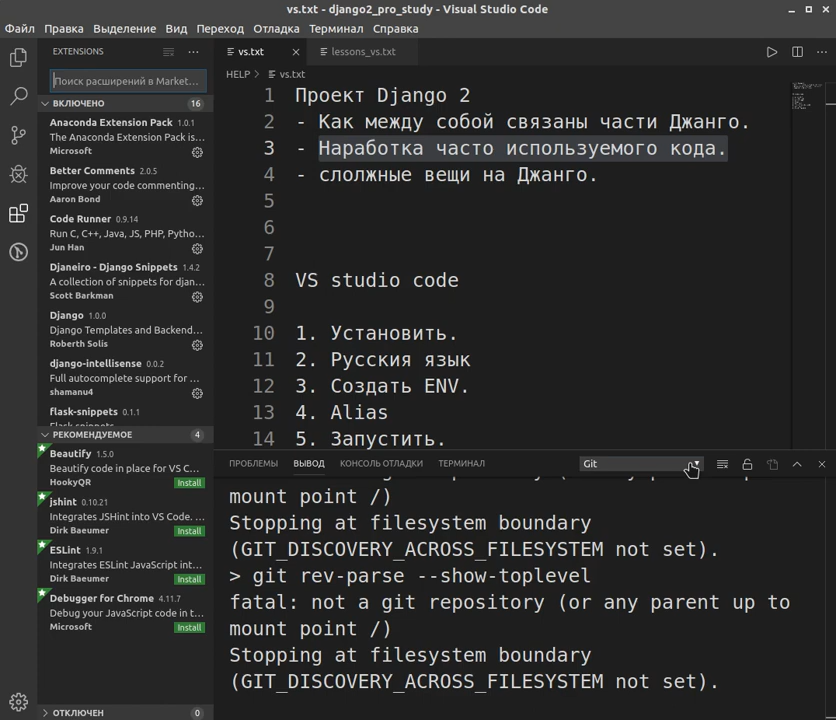 vs.txt - django2_pro_study - Visual Studio Code
Файл Правка Выделение Вид Переход Отладка Терминал Справка
EXTENSIONS
vs.txt
lessons_vs.txt
HELP > vs.txt
Поиск расширений в Market...
ВКЛЮЧЕНО 16
Anaconda Extension Pack 1.0.1
The Anaconda Extension Pack is...
Microsoft
Better Comments 2.0.5
Improve your code commenting...
Aaron Bond
Code Runner 0.9.14
Run C, C++, Java, JS, PHP, Pytho...
Jun Han
Djaneiro - Django Snippets 1.4.2
A collection of snippets for djan...
Scott Barkman
Django 1.0.0
Django Templates and Backend...
Roberth Solis
django-intellisense 0.0.2
Full autocomplete support for ...
shamanu4
flask-snippets 0.1.1
Flask snippets
РЕКОМЕНДУЕМОЕ 4
Beautify 1.5.0
Beautify code in place for VS C...
HookyQR Install
jshint 0.10.21
Integrates JSHint into VS Code. ...
Dirk Baeumer Install
ESLint 1.9.1
Integrates ESLint JavaScript int...
Dirk Baeumer Install
Debugger for Chrome 4.11.7
Debug your JavaScript code in t...
Microsoft Install
ОТКЛЮЧЕН 0
1 Проект Django 2
2 - Как между собой связаны части Джанго.
3 - Наработка часто используемого кода.
4 - слолжные вещи на Джанго.
5
6
7
8 VS studio code
9
10 1. Установить.
11 2. Русския язык
12 3. Создать ENV.
13 4. Alias
14 5. Запустить.
ПРОБЛЕМЫ ВЫВОД КОНСОЛЬ ОТЛАДКИ ТЕРМИНАЛ Git
mount point /)
Stopping at filesystem boundary
(GIT_DISCOVERY_ACROSS_FILESYSTEM not set).
> git rev-parse --show-toplevel
fatal: not a git repository (or any parent up to
mount point /)
Stopping at filesystem boundary
(GIT_DISCOVERY_ACROSS_FILESYSTEM not set).